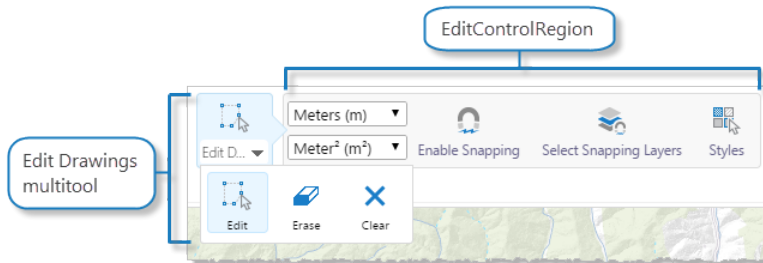 EditControlRegion
Meters (m)
Edit D...
Meter² (m²)
Enable Snapping
Select Snapping Layers
Styles
Edit Drawings
multitool
Edit
Erase
Clear